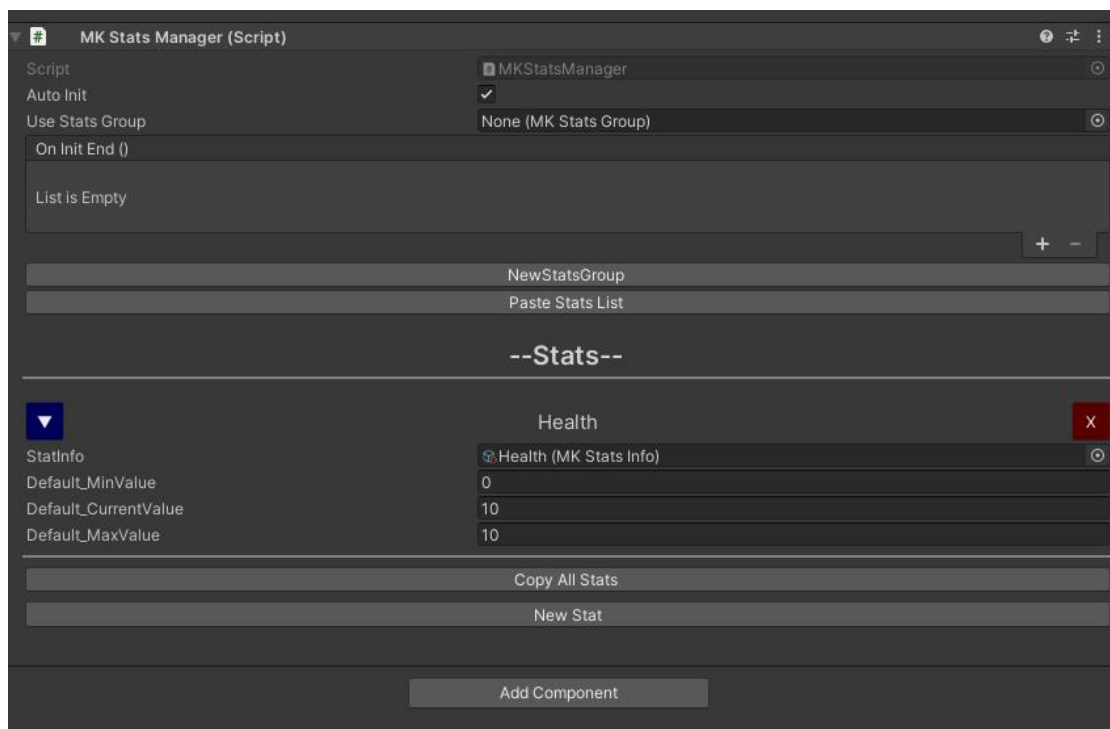 # MK Stats Manager (Script)
Script MKStatsManager
Auto Init
Use Stats Group None (MK Stats Group)
On Init End ()
List is Empty
+ −
NewStatsGroup
Paste Stats List
--Stats--
Health X
StatInfo Health (MK Stats Info)
Default_MinValue 0
Default_CurrentValue 10
Default_MaxValue 10
Copy All Stats
New Stat
Add Component